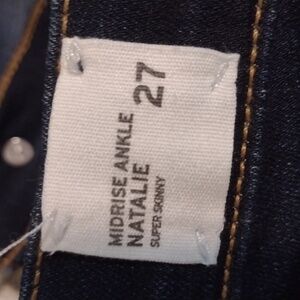 27
MIDRISE ANKLE
NATALIE
SUPER SKINNY